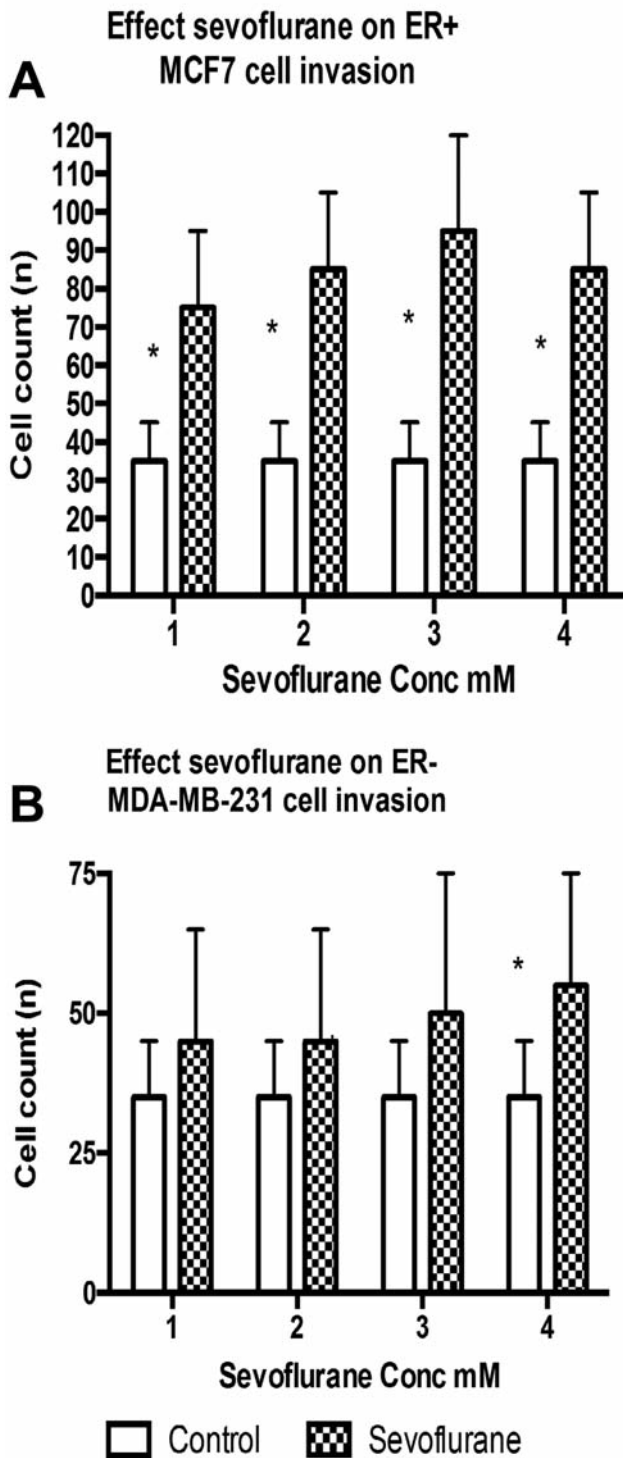 Effect sevoflurane on ER+
MCF7 cell invasion
A
120
110
100
90
80
70
60
50
40
30
20
10
0
Cell count (n)
*
*
*
*
1 2 3 4
Sevoflurane Conc mM
Effect sevoflurane on ER-
MDA-MB-231 cell invasion
B
75
50
25
0
Cell count (n)
*
1 2 3 4
Sevoflurane Conc mM
Control Sevoflurane